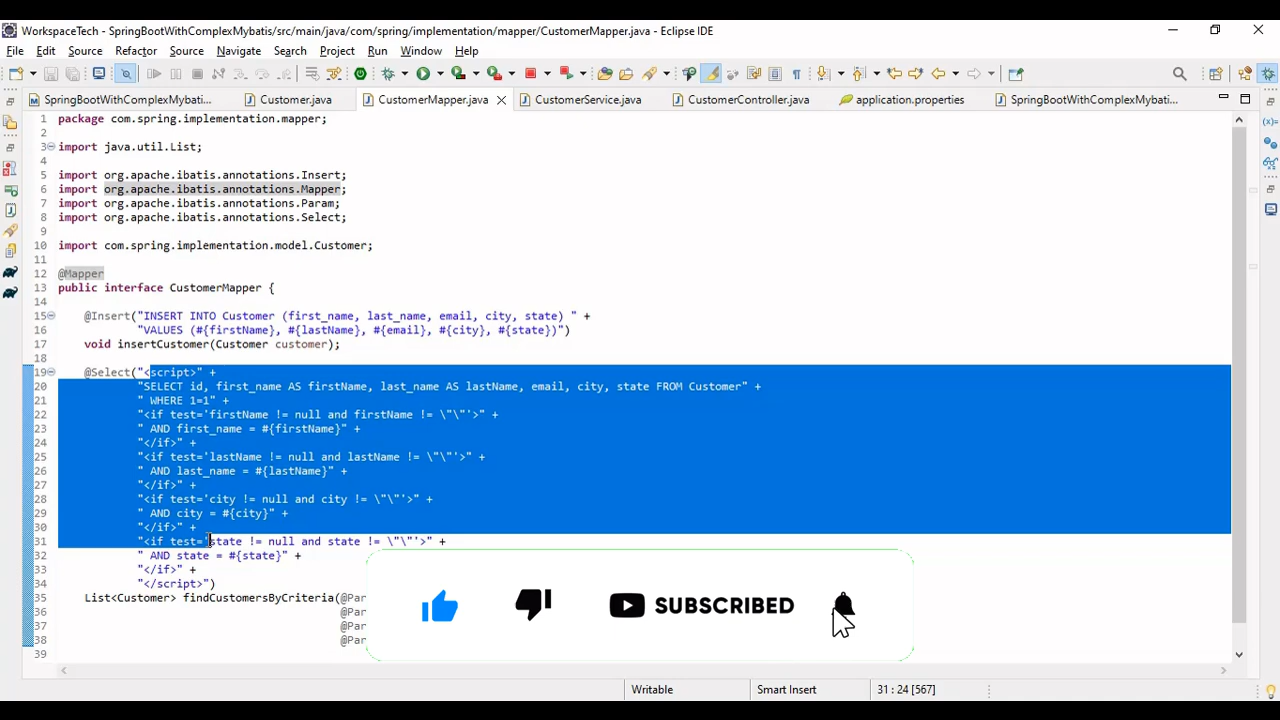 WorkspaceTech - SpringBootWithComplexMybatis/src/main/java/com/spring/implementation/mapper/CustomerMapper.java - Eclipse IDE
File Edit Source Refactor Navigate Search Project Run Window Help
SpringBootWithComplexMybati... Customer.java CustomerMapper.java CustomerService.java CustomerController.java application.properties SpringBootWithComplexMybati...
1 package com.spring.implementation.mapper;
2
3 import java.util.List;
4
5 import org.apache.ibatis.annotations.Insert;
6 import org.apache.ibatis.annotations.Mapper;
7 import org.apache.ibatis.annotations.Param;
8 import org.apache.ibatis.annotations.Select;
9
10 import com.spring.implementation.model.Customer;
11
12 @Mapper
13 public interface CustomerMapper {
14
15 @Insert("INSERT INTO Customer (first_name, last_name, email, city, state) " +
16 "VALUES (#{firstName}, #{lastName}, #{email}, #{city}, #{state})")
17 void insertCustomer(Customer customer);
18
19 @Select("<script>" +
20 "SELECT id, first_name AS firstName, last_name AS lastName, email, city, state FROM Customer" +
21 " WHERE 1=1" +
22 "<if test='firstName != null and firstName != \"\"'>" +
23 " AND first_name = #{firstName}" +
24 "</if>" +
25 "<if test='lastName != null and lastName != \"\"'>" +
26 " AND last_name = #{lastName}" +
27 "</if>" +
28 "<if test='city != null and city != \"\"'>" +
29 " AND city = #{city}" +
30 "</if>" +
31 "<if test='state != null and state != \"\"'>" +
32 " AND state = #{state}" +
33 "</if>" +
34 "</script>")
35 List<Customer> findCustomersByCriteria(@Par
36 @Par
37 @Par
38 @Par
39
SUBSCRIBED
Writable Smart Insert 31 : 24 [567]